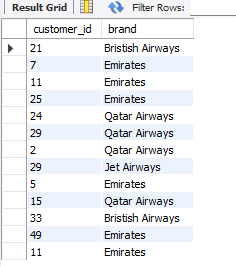 Result Grid Filter Rows:
customer_id brand
21 Bristish Airways
7 Emirates
11 Emirates
25 Emirates
24 Qatar Airways
29 Qatar Airways
2 Qatar Airways
29 Jet Airways
5 Emirates
15 Qatar Airways
33 Bristish Airways
49 Emirates
11 Emirates